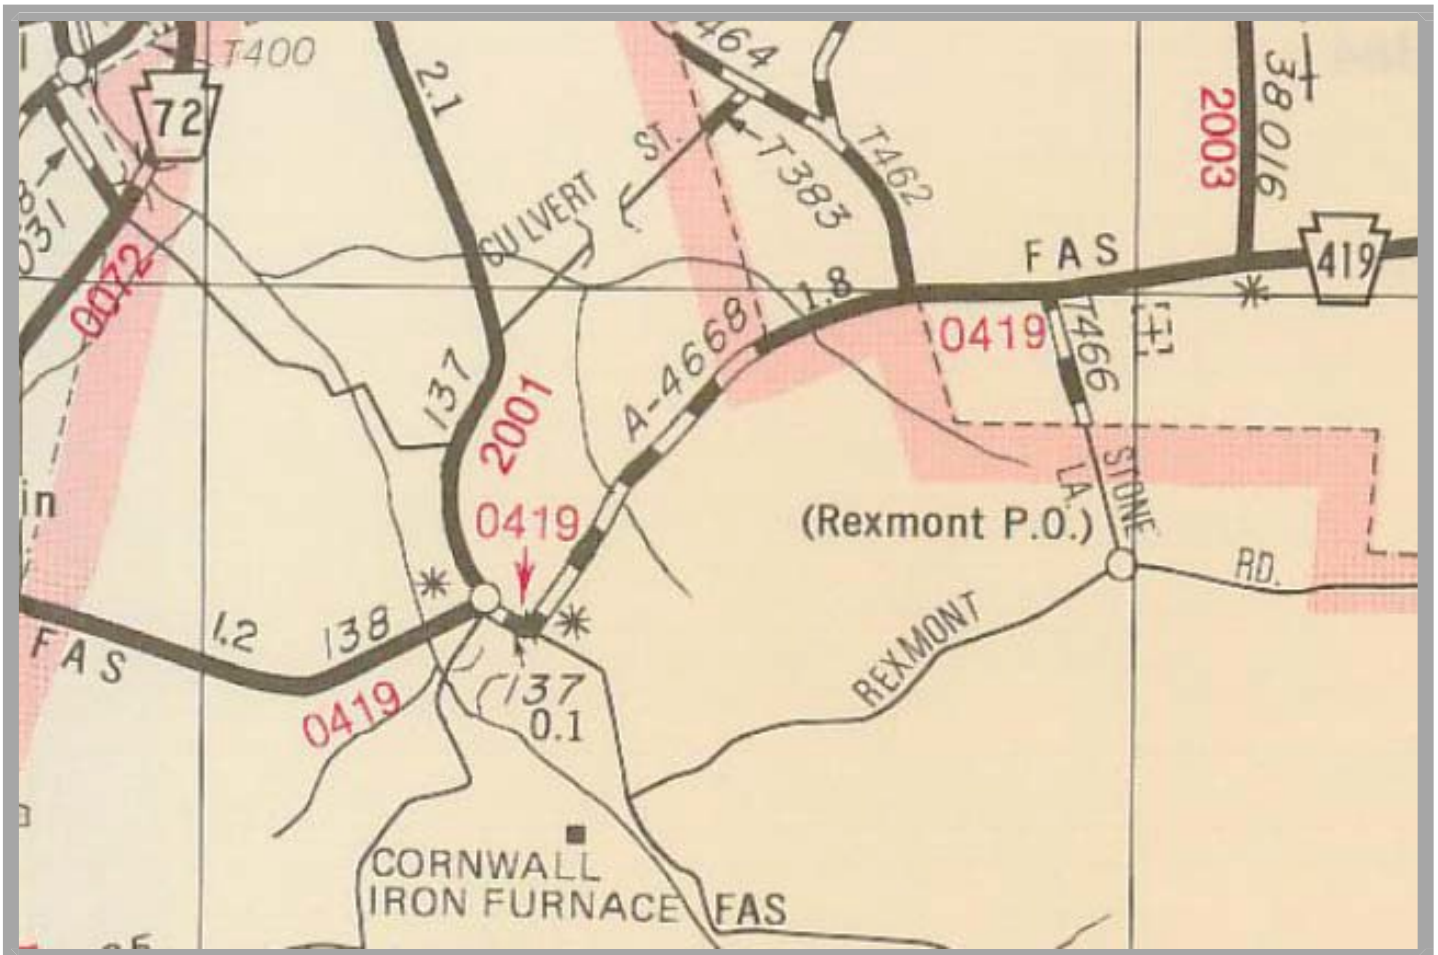 T400
72
2.1
464
ST.
T383
T462
2003
38016
031
0072
SULVERT
FAS
419
1.8
A-4668
0419
T466
137
2001
0419
in
STONE
LA.
(Rexmont P.O.)
RD.
REXMONT
FAS
1.2
138
0419
137
0.1
CORNWALL
IRON FURNACE
FAS